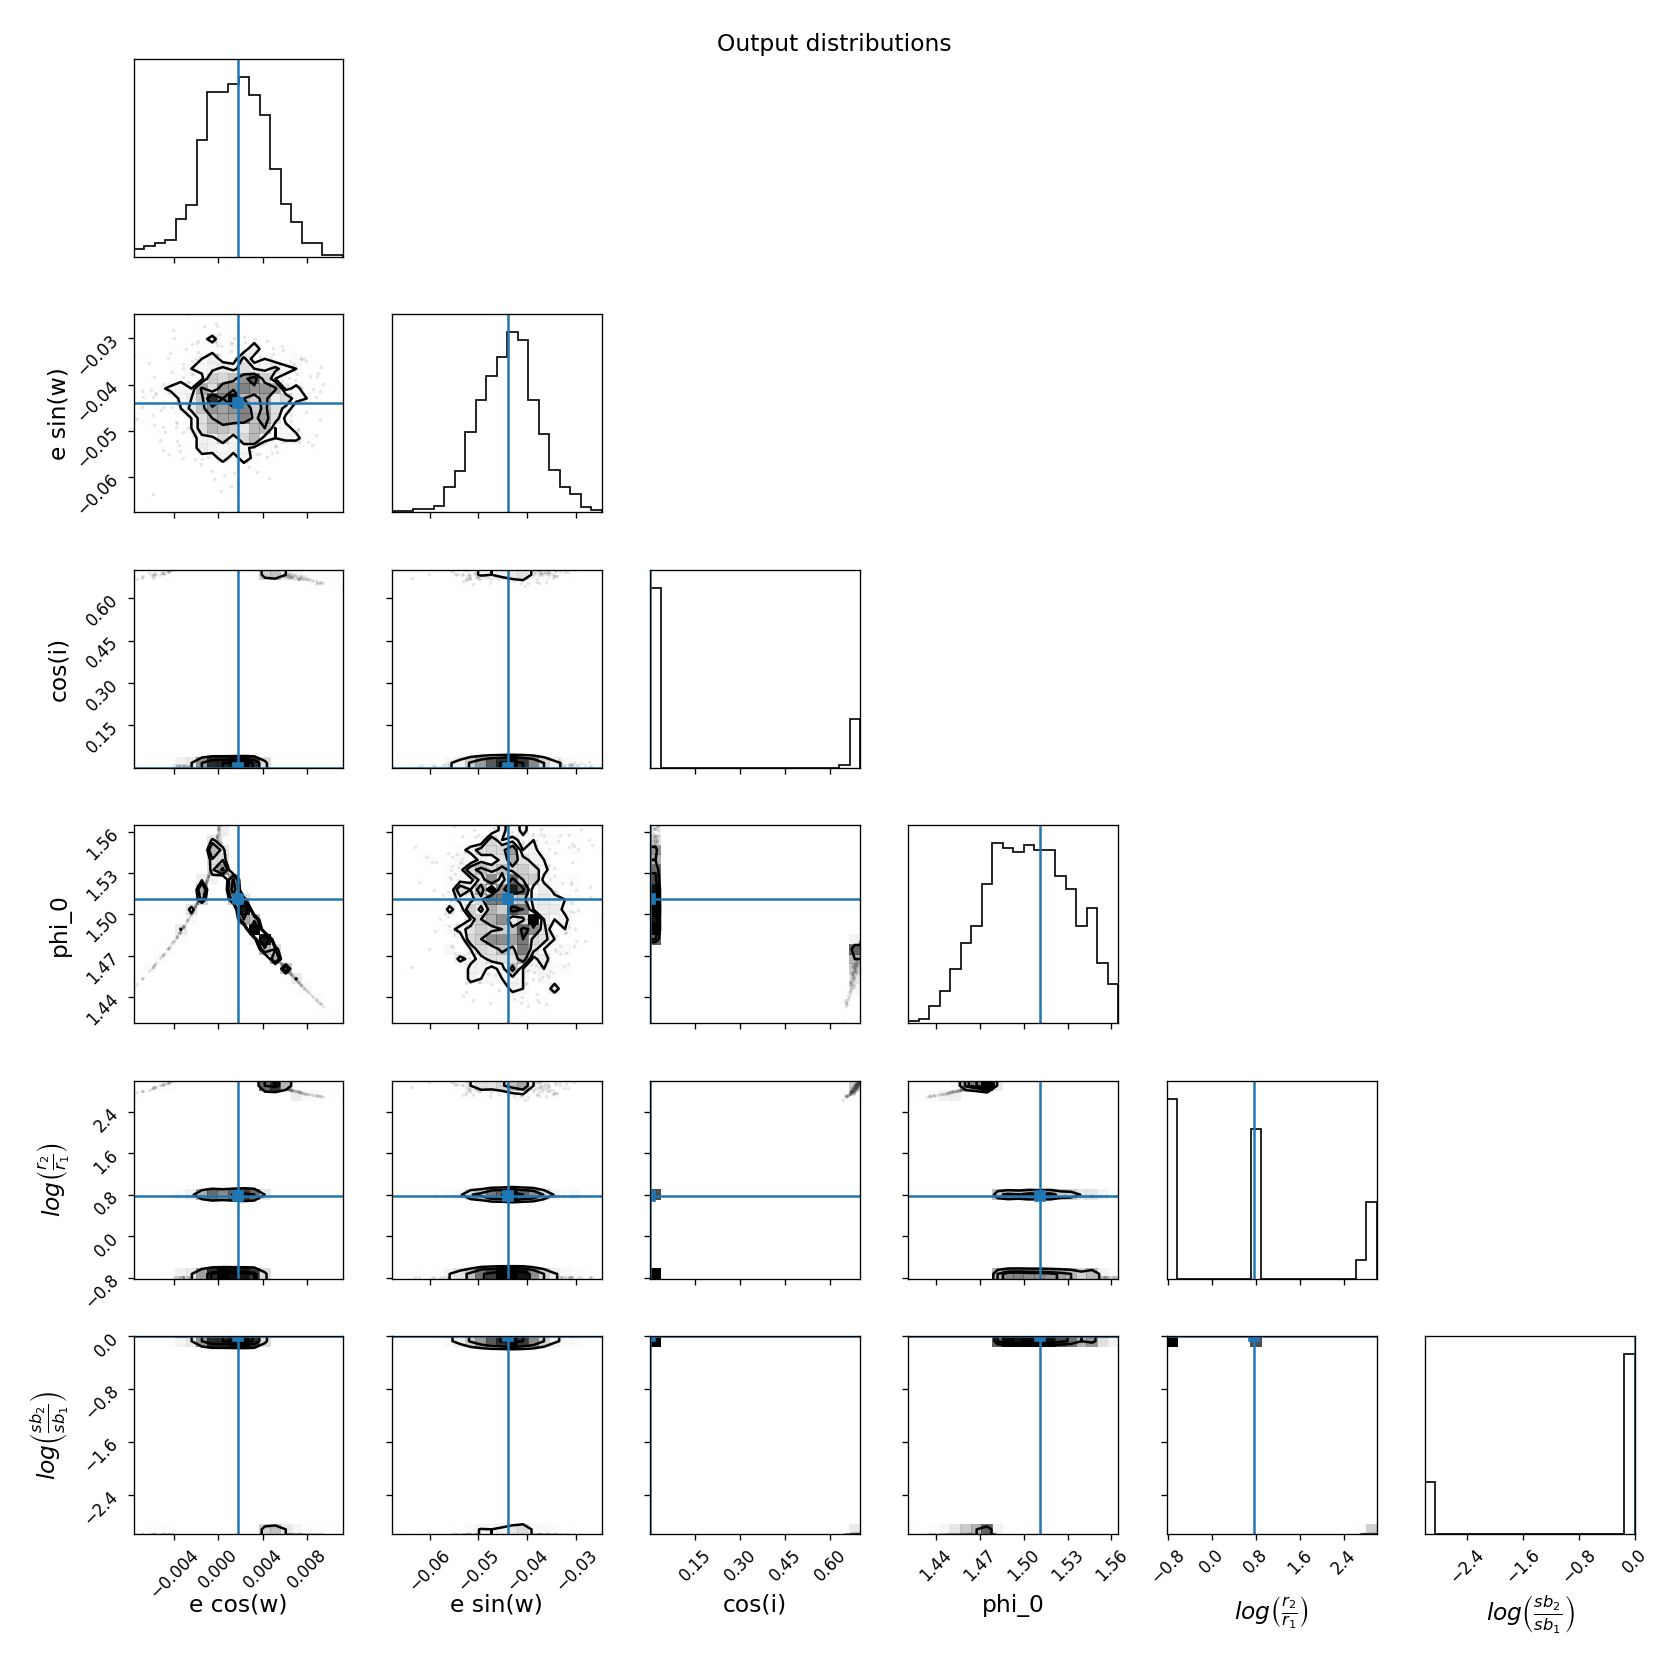 Output distributions
e sin(w)
−0.03
−0.04
−0.05
−0.06
cos(i)
0.60
0.45
0.30
0.15
phi_0
1.56
1.53
1.50
1.47
1.44
log(r₂/r₁)
2.4
1.6
0.8
0.0
−0.8
log(sb₂/sb₁)
0.0
−0.8
−1.6
−2.4
−0.004 0.000 0.004 0.008
−0.06 −0.05 −0.04 −0.03
0.15 0.30 0.45 0.60
1.44 1.47 1.50 1.53 1.56
−0.8 0.0 0.8 1.6 2.4
−2.4 −1.6 −0.8 0.0
e cos(w)
e sin(w)
cos(i)
phi_0
log(r₂/r₁)
log(sb₂/sb₁)